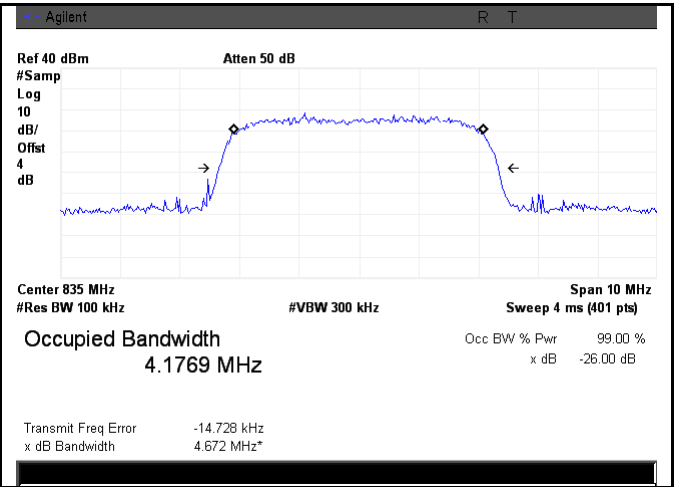 Agilent R T
Ref 40 dBm Atten 50 dB
#Samp
Log
10
dB/
Offst
4
dB
Center 835 MHz Span 10 MHz
#Res BW 100 kHz #VBW 300 kHz Sweep 4 ms (401 pts)
Occupied Bandwidth Occ BW % Pwr 99.00 %
4.1769 MHz x dB -26.00 dB
Transmit Freq Error -14.728 kHz
x dB Bandwidth 4.672 MHz*